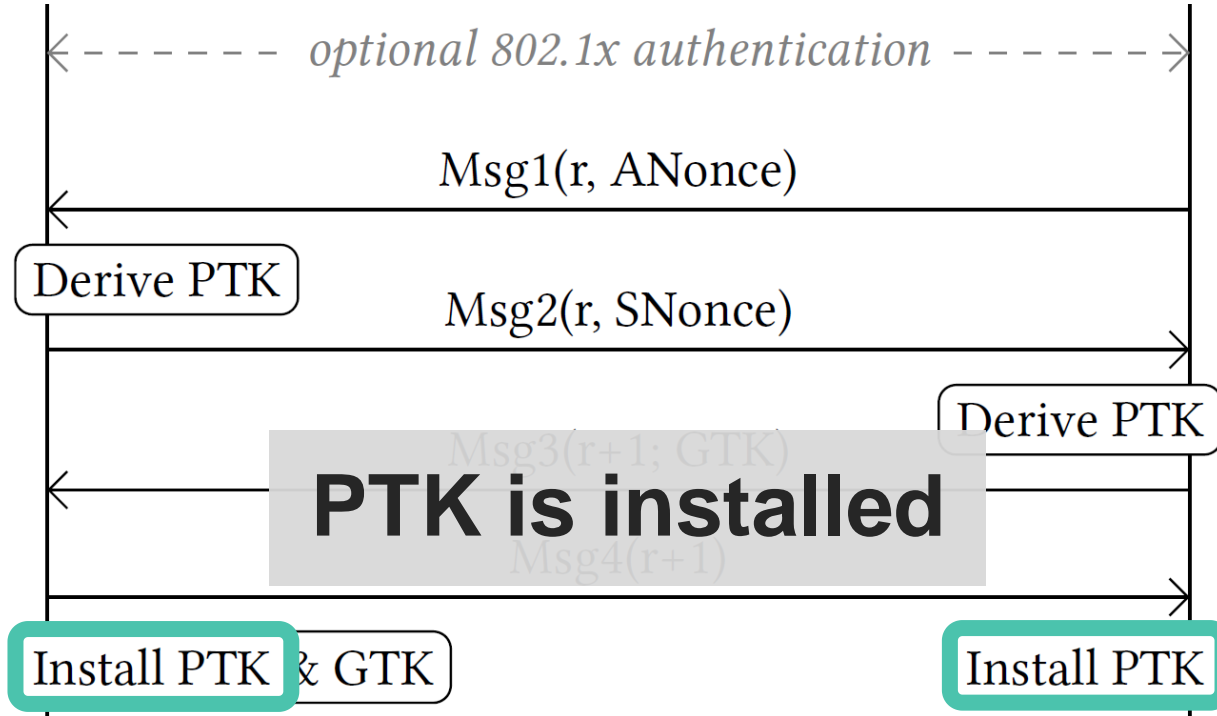 optional 802.1x authentication
Msg1(r, ANonce)
Derive PTK
Msg2(r, SNonce)
Derive PTK
Msg3(r+1; GTK)
PTK is installed
Msg4(r+1)
Install PTK & GTK
Install PTK